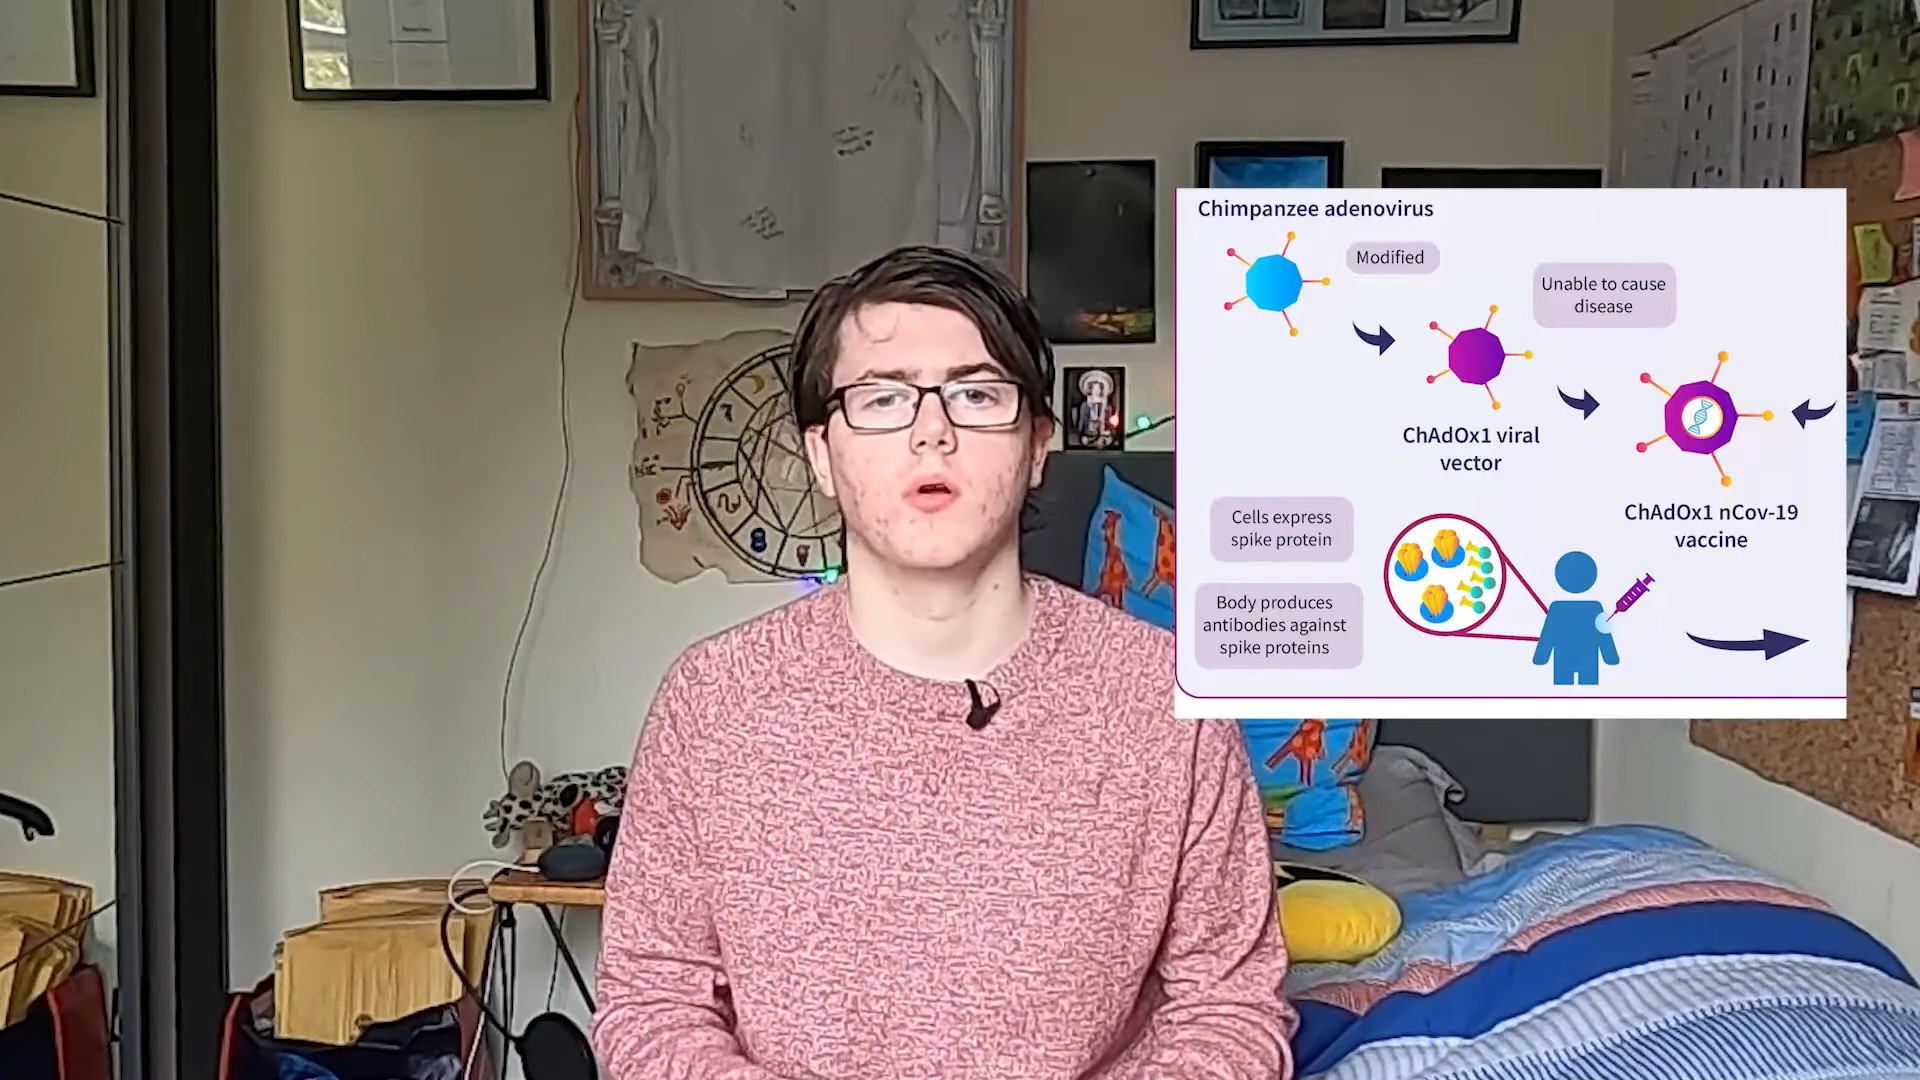 Chimpanzee adenovirus
Modified
Unable to cause
disease
ChAdOx1 viral
vector
ChAdOx1 nCov-19
vaccine
Cells express
spike protein
Body produces
antibodies against
spike proteins